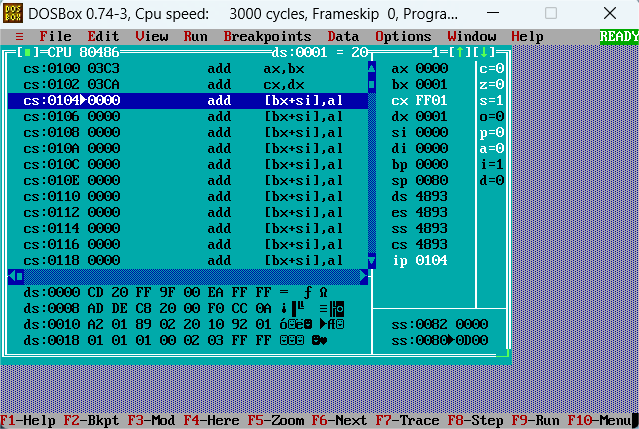 DOSBox 0.74-3, Cpu speed: 3000 cycles, Frameskip 0, Progra...
≡ File Edit View Run Breakpoints Data Options Window Help READY
[■]=CPU 80486 ds:0001 = 20 1=[↑][↓]
cs:0100 03C3 add ax,bx ax 0000 c=0
cs:0102 03CA add cx,dx bx 0001 z=0
cs:0104▶0000 add [bx+si],al cx FF01 s=1
cs:0106 0000 add [bx+si],al dx 0001 o=0
cs:0108 0000 add [bx+si],al si 0000 p=0
cs:010A 0000 add [bx+si],al di 0000 a=0
cs:010C 0000 add [bx+si],al bp 0000 i=1
cs:010E 0000 add [bx+si],al sp 0080 d=0
cs:0110 0000 add [bx+si],al ds 4893
cs:0112 0000 add [bx+si],al es 4893
cs:0114 0000 add [bx+si],al ss 4893
cs:0116 0000 add [bx+si],al cs 4893
cs:0118 0000 add [bx+si],al ip 0104
ds:0000 CD 20 FF 9F 00 EA FF FF = ƒ Ω
ds:0008 AD DE C8 20 00 F0 CC 0A ¡▐╚ ≡╠◙
ds:0010 A2 01 89 02 20 10 92 01 ó☺ë☻ ►Æ☺ ss:0082 0000
ds:0018 01 01 01 00 02 03 FF FF ☺☺☺ ☻♥ ss:0080▶0D00
F1-Help F2-Bkpt F3-Mod F4-Here F5-Zoom F6-Next F7-Trace F8-Step F9-Run F10-Menu